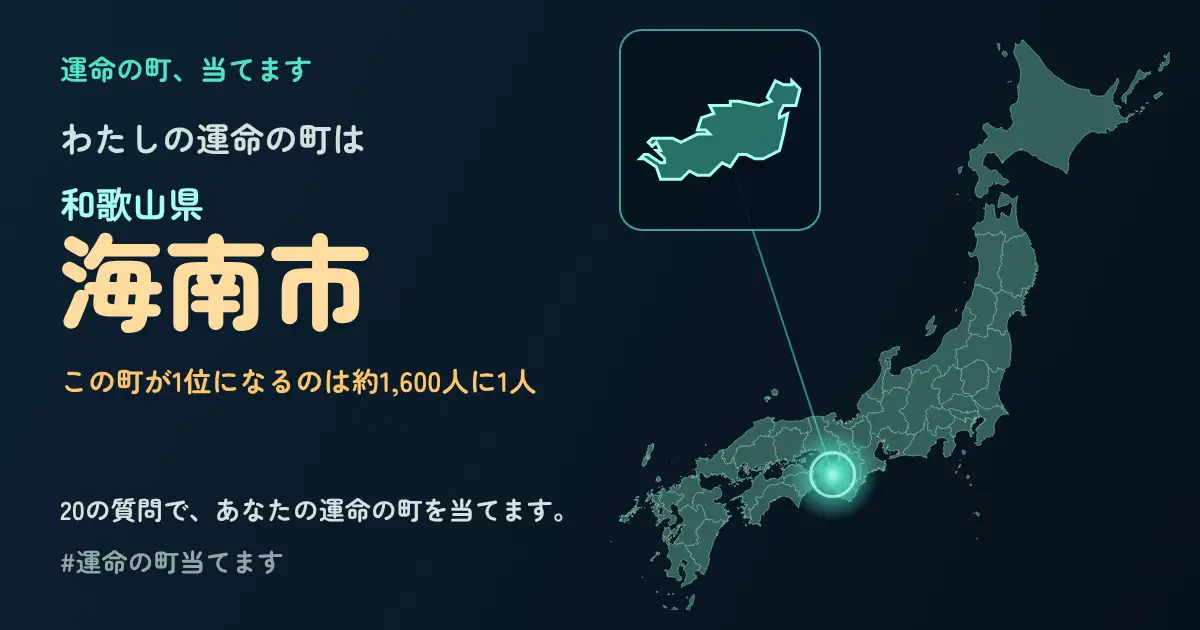 運命の町、当てます
わたしの運命の町は
和歌山県
海南市
この町が1位になるのは約1,600人に1人
20の質問で、あなたの運命の町を当てます。
#運命の町当てます